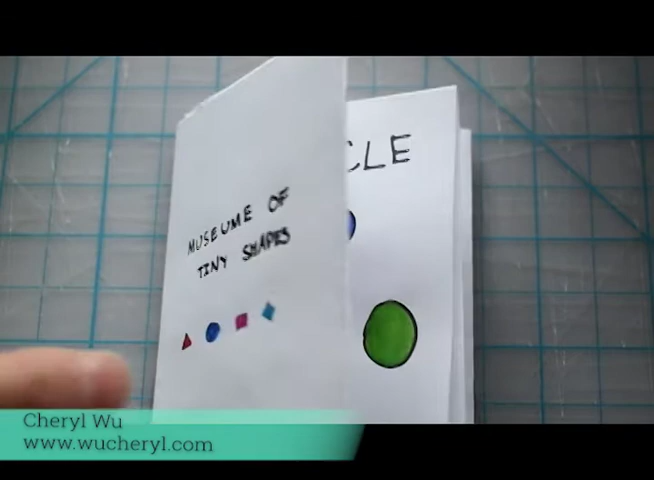 MUSEUME OF
TINY SHAPES
CLE
Cheryl Wu
www.wucheryl.com